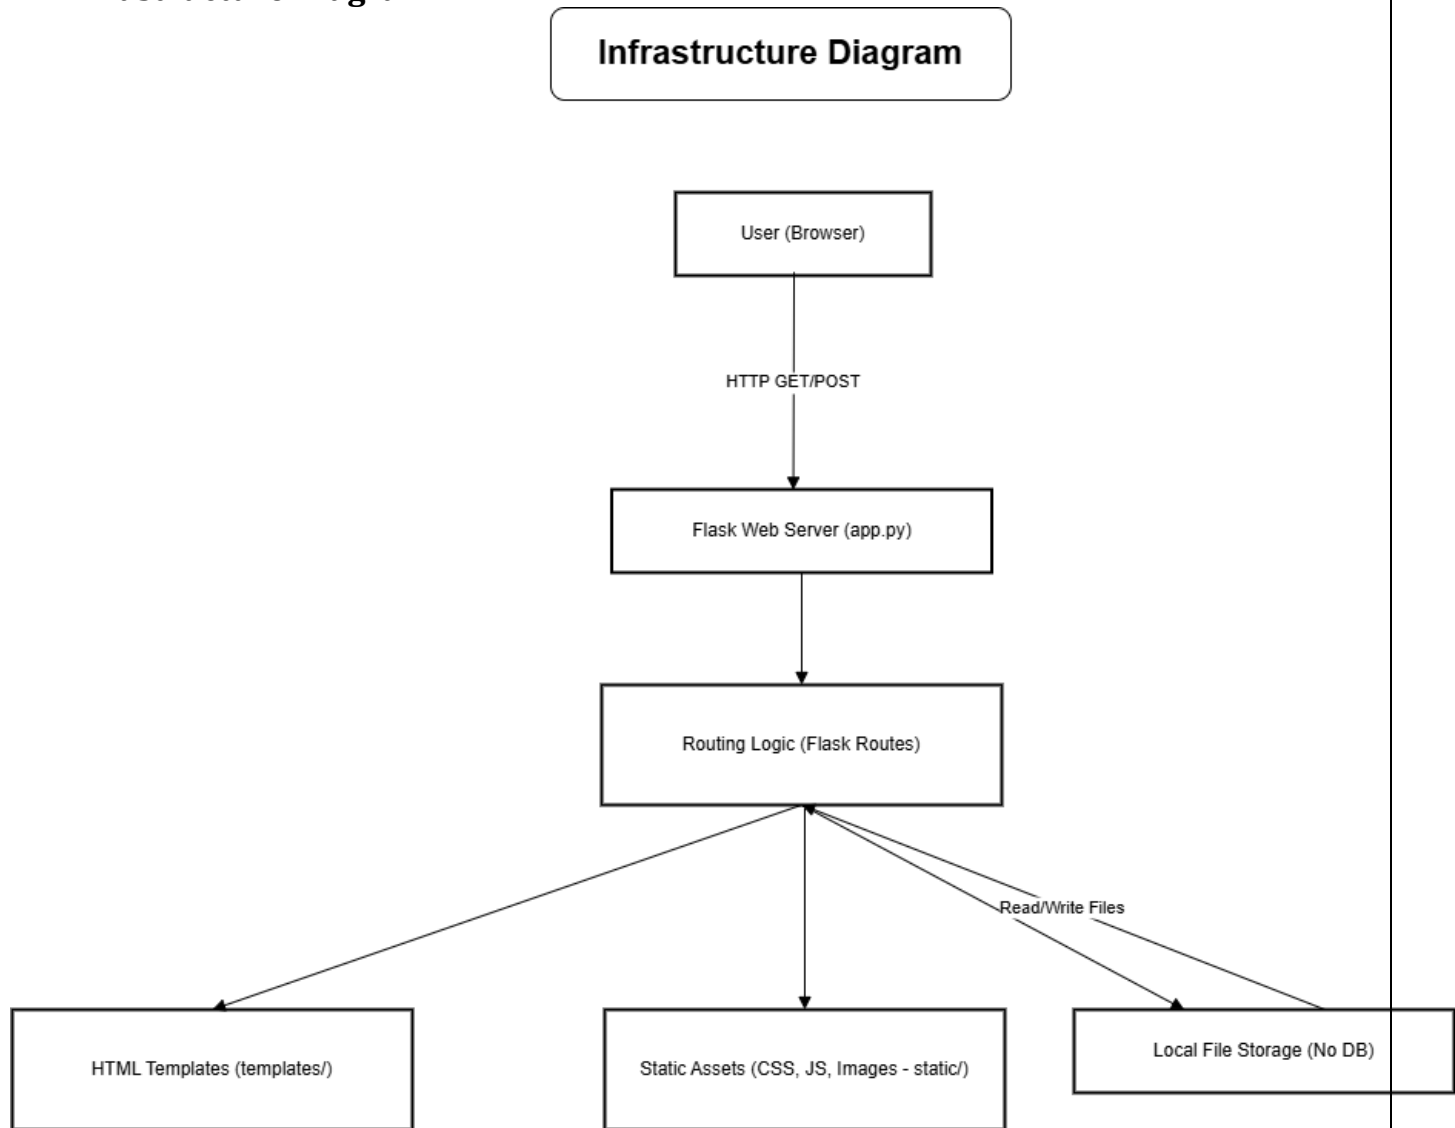 Infrastructure Diagram
User (Browser)
HTTP GET/POST
Flask Web Server (app.py)
Routing Logic (Flask Routes)
Read/Write Files
HTML Templates (templates/)
Static Assets (CSS, JS, Images - static/)
Local File Storage (No DB)